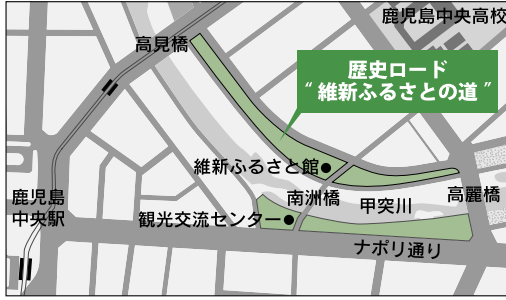 鹿児島中央高校
高見橋
歴史ロード
“維新ふるさとの道”
維新ふるさと館
南洲橋
甲突川
高麗橋
鹿児島
中央駅
観光交流センター
ナポリ通り